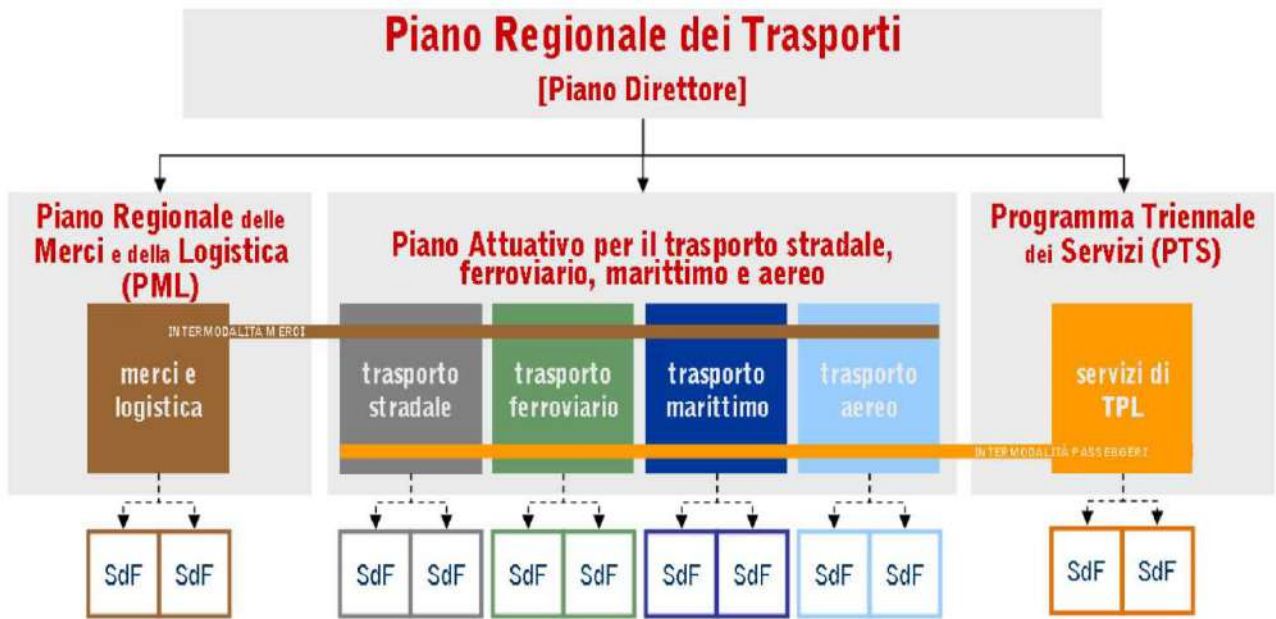 Piano Regionale dei Trasporti
[Piano Direttore]
Piano Regionale delle
Merci e della Logistica
(PML)
Piano Attuativo per il trasporto stradale,
ferroviario, marittimo e aereo
Programma Triennale
dei Servizi (PTS)
INTERMODALITÀ MERCI
merci e
logistica
trasporto
stradale
trasporto
ferroviario
trasporto
marittimo
trasporto
aereo
servizi di
TPL
INTERMODALITÀ PASSEGGERI
SdF SdF SdF SdF SdF SdF SdF SdF SdF SdF SdF SdF